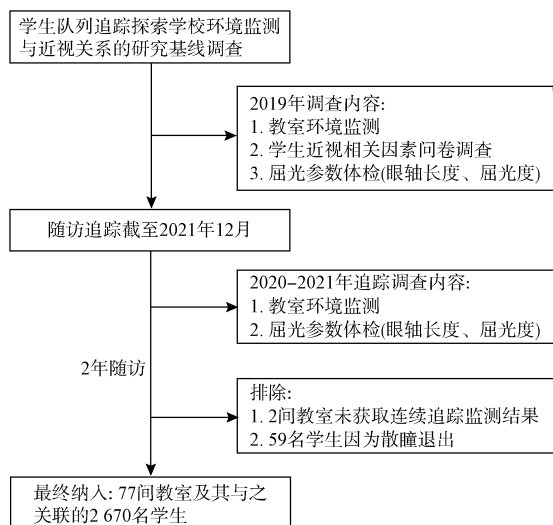 学生队列追踪探索学校环境监测
与近视关系的研究基线调查
2019年调查内容:
1. 教室环境监测
2. 学生近视相关因素问卷调查
3. 屈光参数体检(眼轴长度、屈光度)
随访追踪截至2021年12月
2020–2021年追踪调查内容:
1. 教室环境监测
2. 屈光参数体检(眼轴长度、屈光度)
2年随访
排除:
1. 2间教室未获取连续追踪监测结果
2. 59名学生因为散瞳退出
最终纳入: 77间教室及其与之
关联的2 670名学生